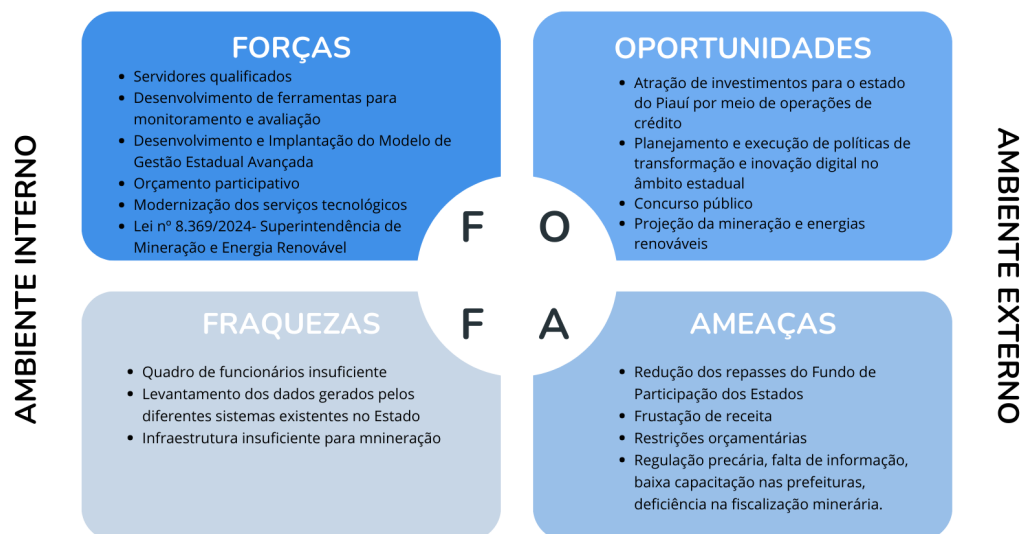 AMBIENTE INTERNO
FORÇAS
Servidores qualificados
Desenvolvimento de ferramentas para
monitoramento e avaliação
Desenvolvimento e Implantação do Modelo de
Gestão Estadual Avançada
Orçamento participativo
Modernização dos serviços tecnológicos
Lei nº 8.369/2024- Superintendência de
Mineração e Energia Renovável
OPORTUNIDADES
Atração de investimentos para o estado
do Piauí por meio de operações de
crédito
Planejamento e execução de políticas de
transformação e inovação digital no
âmbito estadual
Concurso público
Projeção da mineração e energias
renováveis
F O
F A
FRAQUEZAS
Quadro de funcionários insuficiente
Levantamento dos dados gerados pelos
diferentes sistemas existentes no Estado
Infraestrutura insuficiente para mnineração
AMEAÇAS
Redução dos repasses do Fundo de
Participação dos Estados
Frustação de receita
Restrições orçamentárias
Regulação precária, falta de informação,
baixa capacitação nas prefeituras,
deficiência na fiscalização minerária.
AMBIENTE EXTERNO